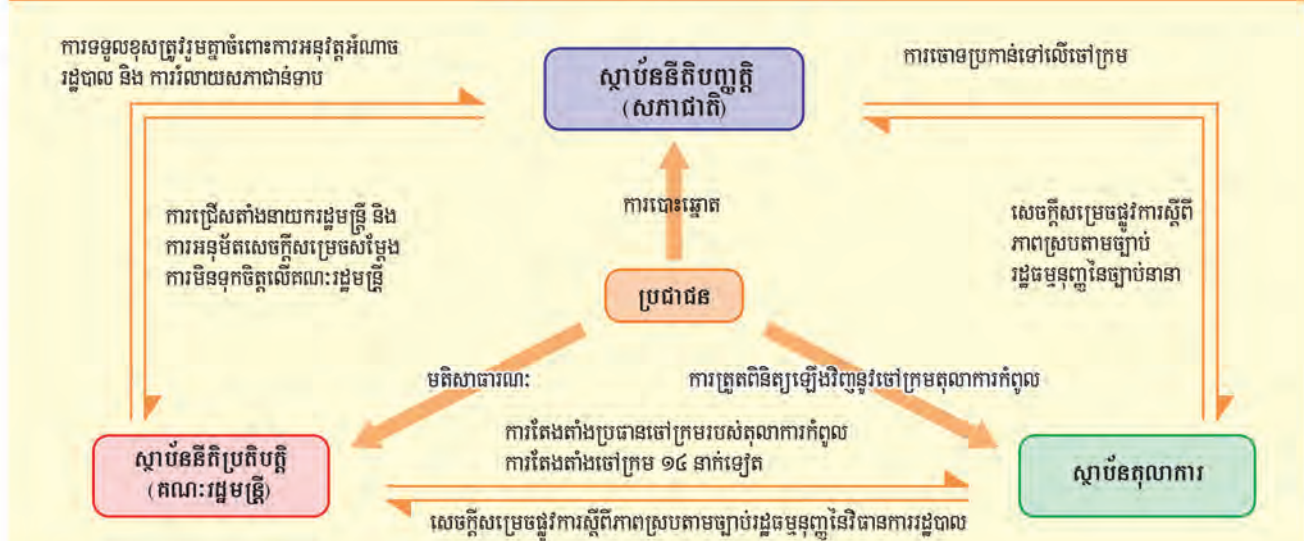 ការទទួលខុសត្រូវរួមគ្នាចំពោះការអនុវត្តអំណាច
រដ្ឋបាល និង ការរំលាយសភាជាន់ទាប
ស្ថាប័ននីតិបញ្ញត្តិ
(សភាជាតិ)
ការចោទប្រកាន់ទៅលើចៅក្រម
ការជ្រើសតាំងនាយករដ្ឋមន្ត្រី និង
ការអនុម័តសេចក្តីសម្រេចសម្តែង
ការមិនទុកចិត្តលើគណៈរដ្ឋមន្ត្រី
ការបោះឆ្នោត
សេចក្តីសម្រេចផ្លូវការស្តីពី
ភាពស្របតាមច្បាប់
រដ្ឋធម្មនុញ្ញនៃច្បាប់នានា
ប្រជាជន
មតិសាធារណៈ
ការត្រួតពិនិត្យឡើងវិញនូវចៅក្រមតុលាការកំពូល
ស្ថាប័ននីតិប្រតិបត្តិ
(គណៈរដ្ឋមន្ត្រី)
ការតែងតាំងប្រធានចៅក្រមរបស់តុលាការកំពូល
ការតែងតាំងចៅក្រម ១៤ នាក់ទៀត
ស្ថាប័នតុលាការ
សេចក្តីសម្រេចផ្លូវការស្តីពីភាពស្របតាមច្បាប់រដ្ឋធម្មនុញ្ញនៃវិធានការរដ្ឋបាល